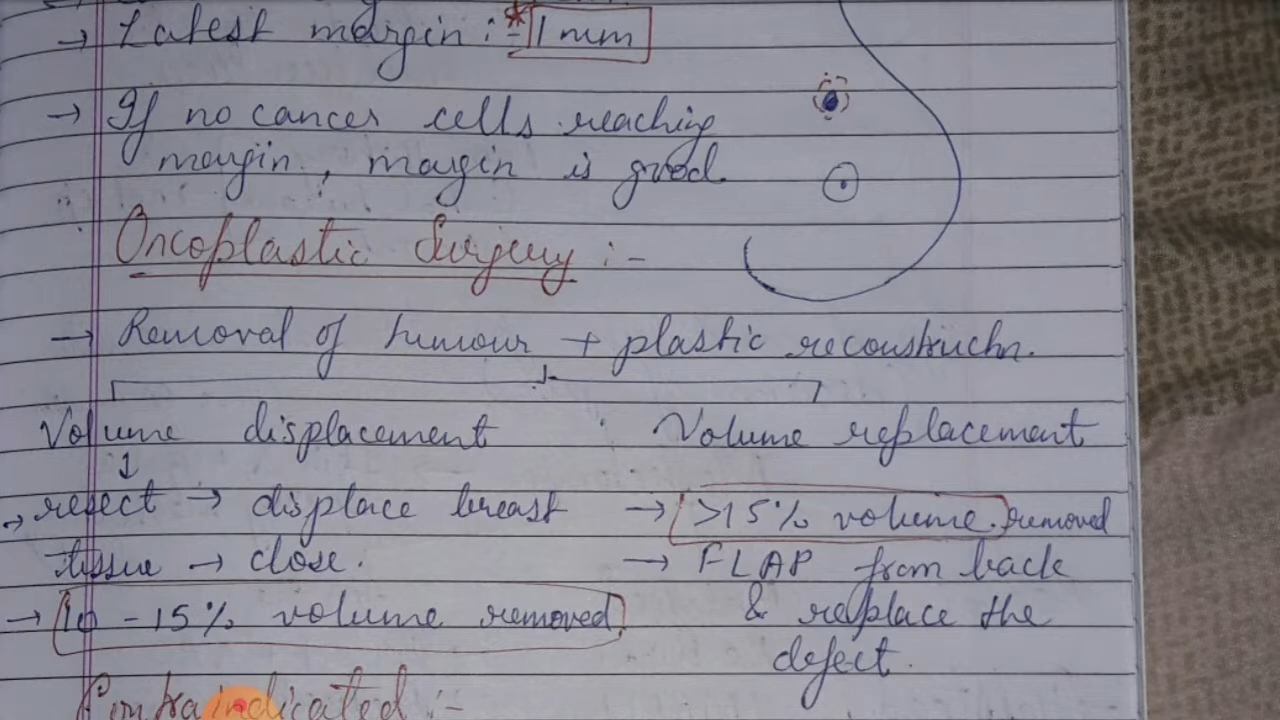 → Latest margin :- * 1 mm
→ If no cancer cells reaching
margin, margin is good.
Oncoplastic Surgery :-
→ Removal of tumour + plastic reconstructn.
Volume displacement
↓
→ resect → displace breast
tissue → close.
→ 10 - 15% volume removed.
Volume replacement
→ >15% volume removed
→ FLAP from back
& replace the
defect.
Contraindicated :-